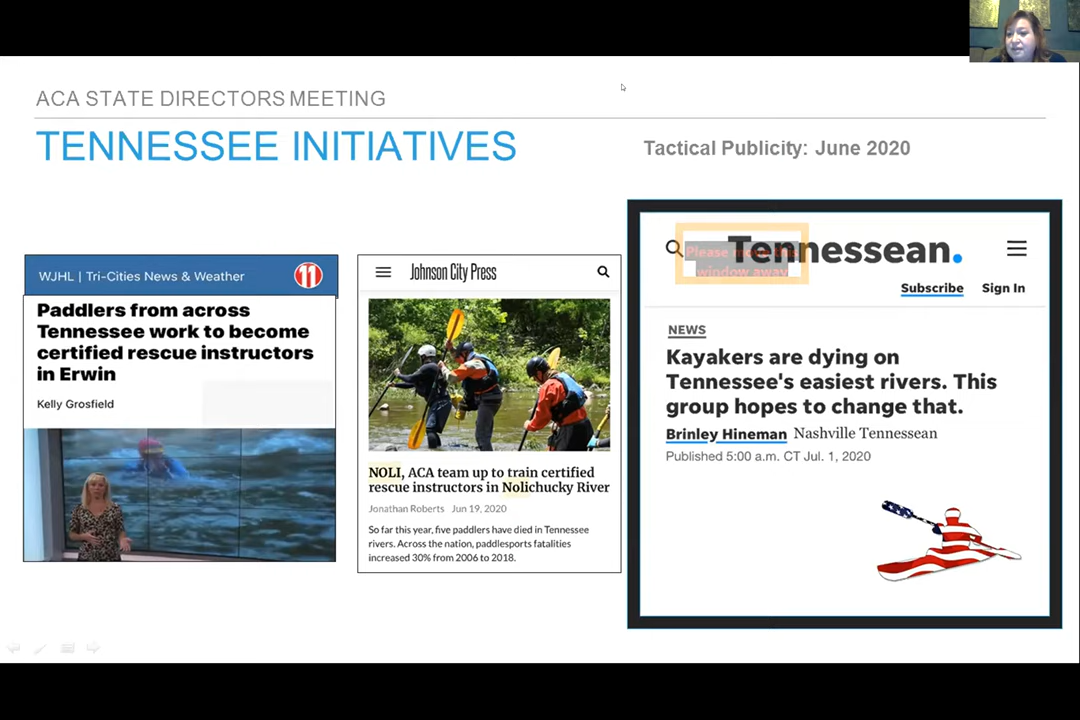 ACA STATE DIRECTORS MEETING
TENNESSEE INITIATIVES
Tactical Publicity: June 2020
WJHL | Tri-Cities News & Weather
11
Paddlers from across
Tennessee work to become
certified rescue instructors
in Erwin
Kelly Grosfield
Johnson City Press
NOLI, ACA team up to train certified
rescue instructors in Nolichucky River
Jonathan Roberts Jun 19, 2020
So far this year, five paddlers have died in Tennessee
rivers. Across the nation, paddlesports fatalities
increased 30% from 2006 to 2018.
Tennessean.
Please move this
window away
Subscribe Sign In
NEWS
Kayakers are dying on
Tennessee's easiest rivers. This
group hopes to change that.
Brinley Hineman Nashville Tennessean
Published 5:00 a.m. CT Jul. 1, 2020